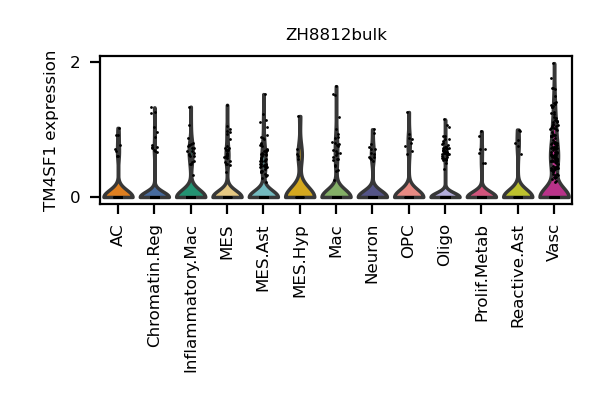 ZH8812bulk
TM4SF1 expression
2
0
AC
Chromatin.Reg
Inflammatory.Mac
MES
MES.Ast
MES.Hyp
Mac
Neuron
OPC
Oligo
Prolif.Metab
Reactive.Ast
Vasc